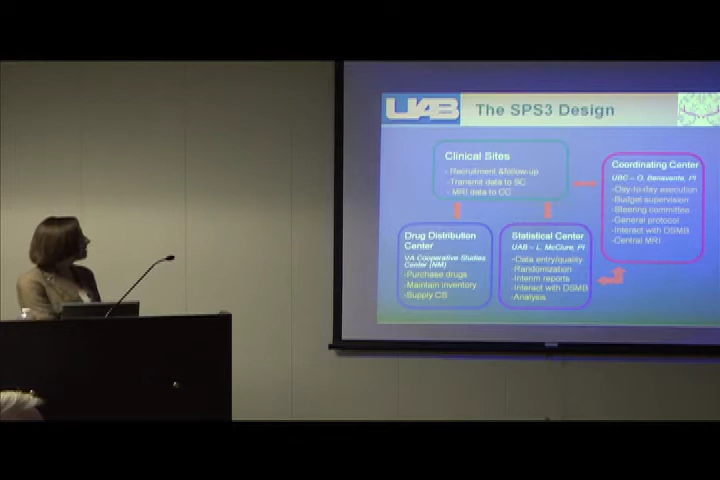 UAB The SPS3 Design
Clinical Sites
- Recruitment &follow-up
-Transmit data to SC
- MRI data to CC
Coordinating Center
UBC – O. Benavente, PI
-Day-to-day execution
-Budget supervision
-Steering committee
-General protocol
-Interact with DSMB
-Central MRI
Drug Distribution
Center
VA Cooperative Studies
Center (NM)
-Purchase drugs
-Maintain inventory
-Supply CS
Statistical Center
UAB – L. McClure, PI
-Data entry/quality
-Randomization
-Interim reports
-Interact with DSMB
-Analysis